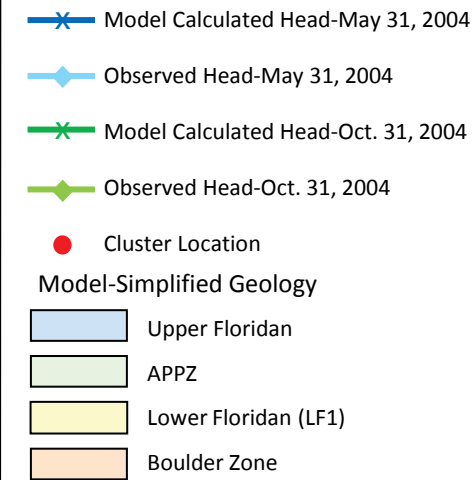 Model Calculated Head-May 31, 2004
Observed Head-May 31, 2004
Model Calculated Head-Oct. 31, 2004
Observed Head-Oct. 31, 2004
Cluster Location
Model-Simplified Geology
Upper Floridan
APPZ
Lower Floridan (LF1)
Boulder Zone